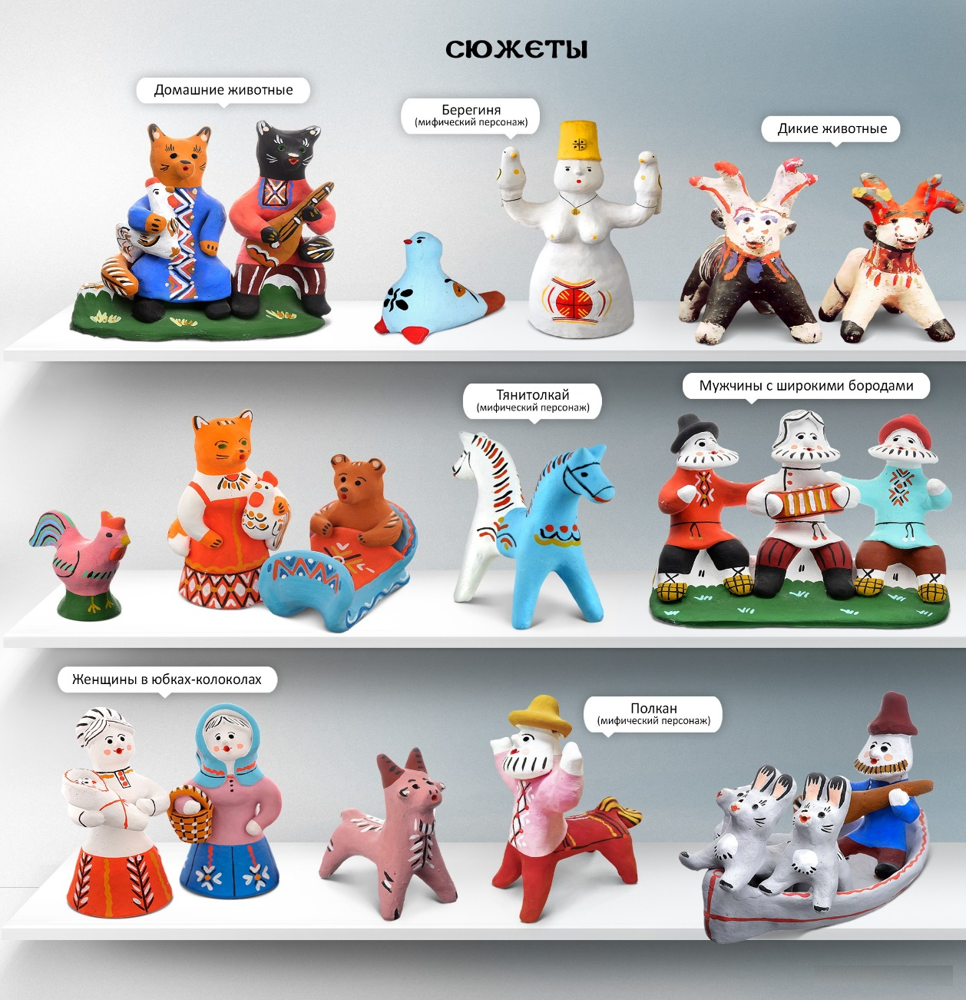 СЮЖЕТЫ
Домашние животные
Берегиня
(мифический персонаж)
Дикие животные
Тянитолкай
(мифический персонаж)
Мужчины с широкими бородами
Женщины в юбках-колоколах
Полкан
(мифический персонаж)